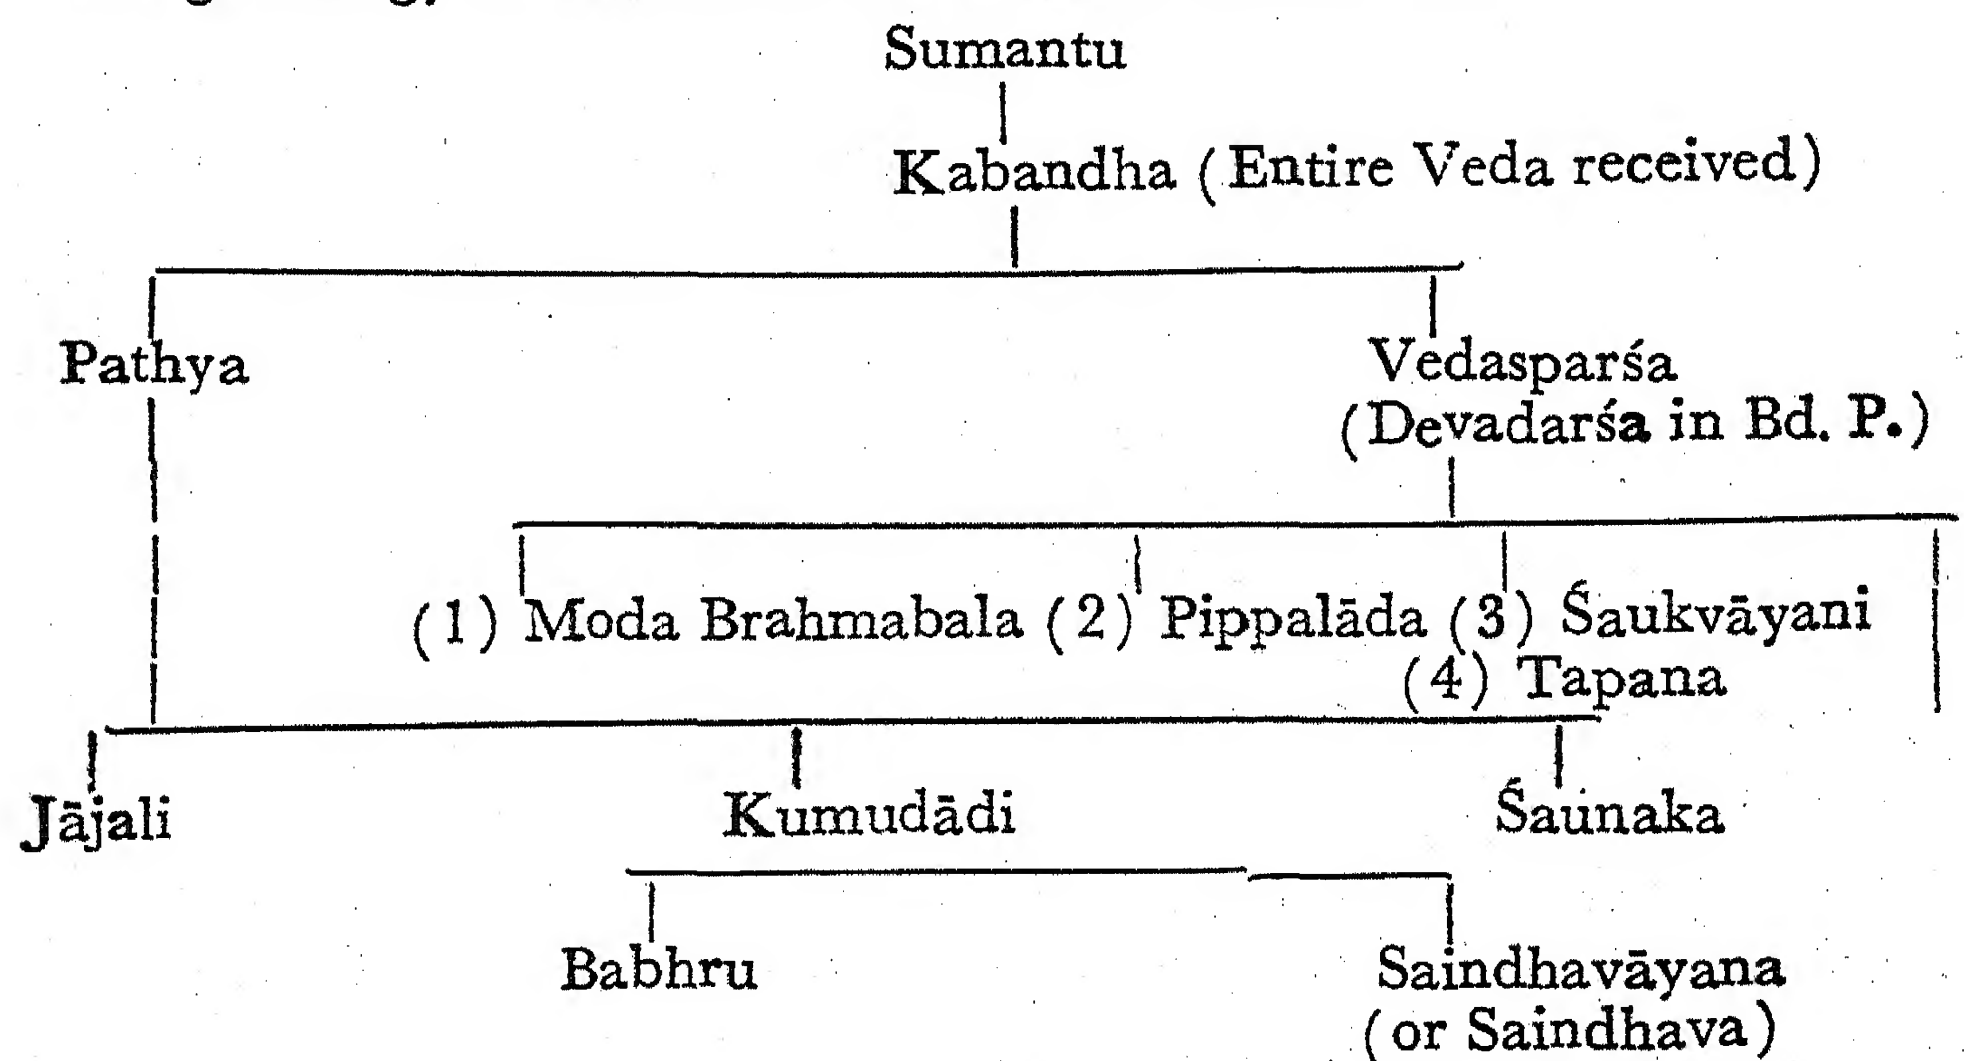 Sumantu
Kabandha (Entire Veda received)
Pathya
Vedasparśa
(Devadarśa in Bd. P.)
(1) Moda Brahmabala (2) Pippalāda (3) Śaukvāyani
(4) Tapana
Jājali Kumudādi Śaunaka
Babhru Saindhavāyana
(or Saindhava)